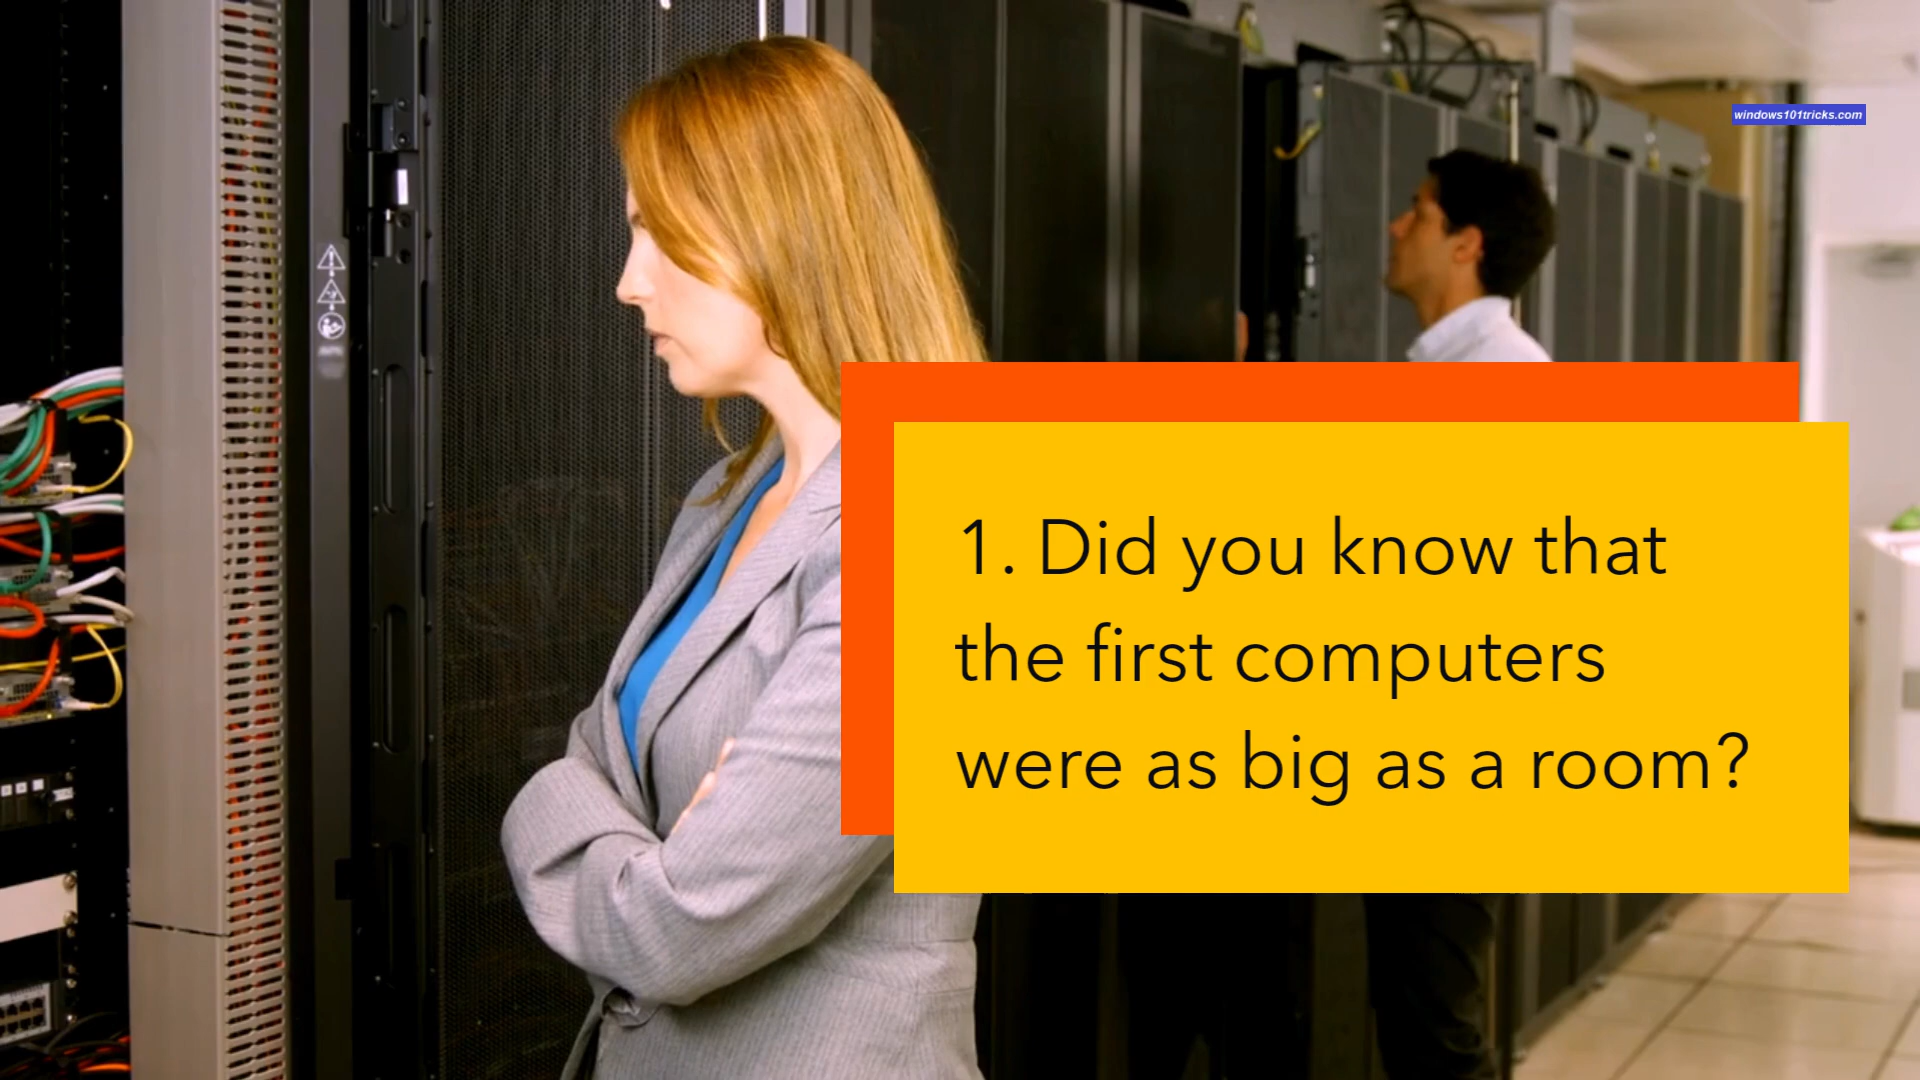 windows101tricks.com
1. Did you know that
the first computers
were as big as a room?